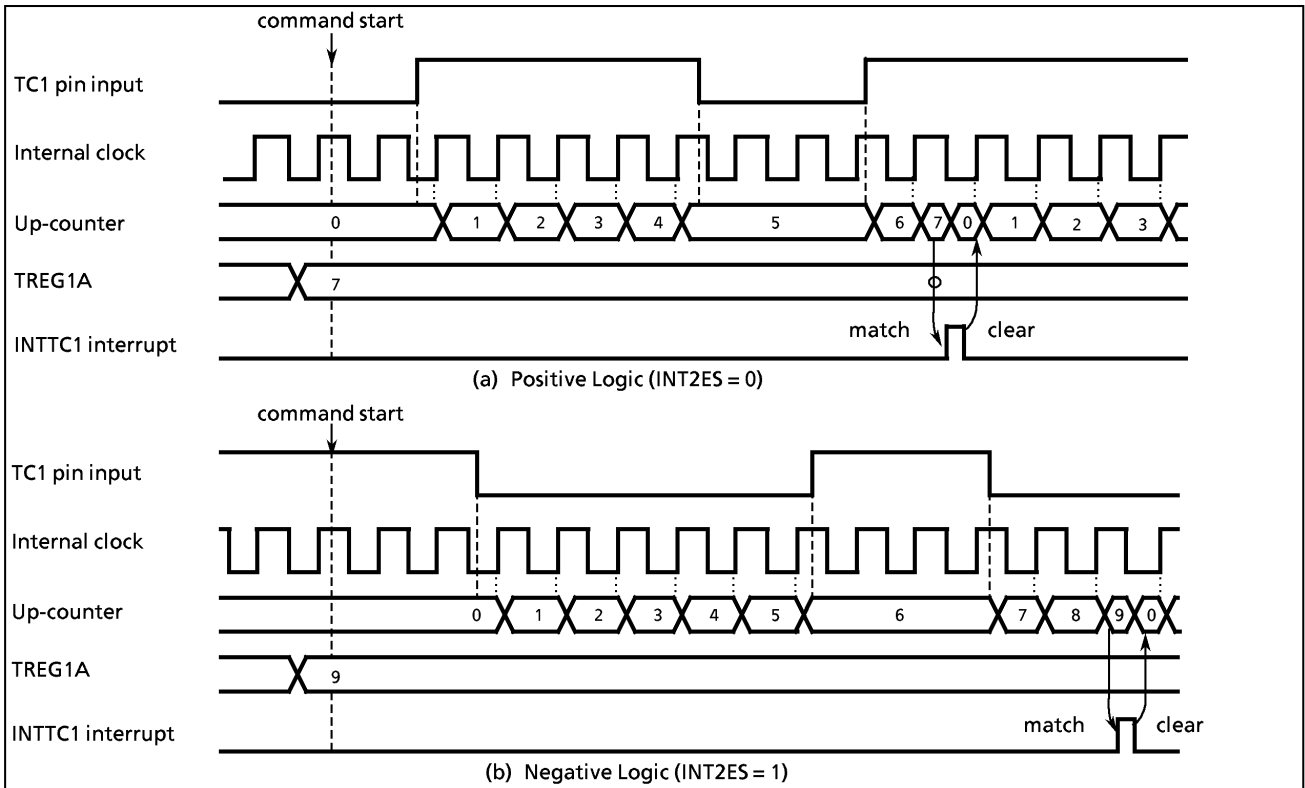 command start
TC1 pin input
Internal clock
Up-counter 0 1 2 3 4 5 6 7 0 1 2 3
TREG1A 7
match clear
INTTC1 interrupt
(a) Positive Logic (INT2ES = 0)
command start
TC1 pin input
Internal clock
Up-counter 0 1 2 3 4 5 6 7 8 9 0
TREG1A 9
match clear
INTTC1 interrupt
(b) Negative Logic (INT2ES = 1)